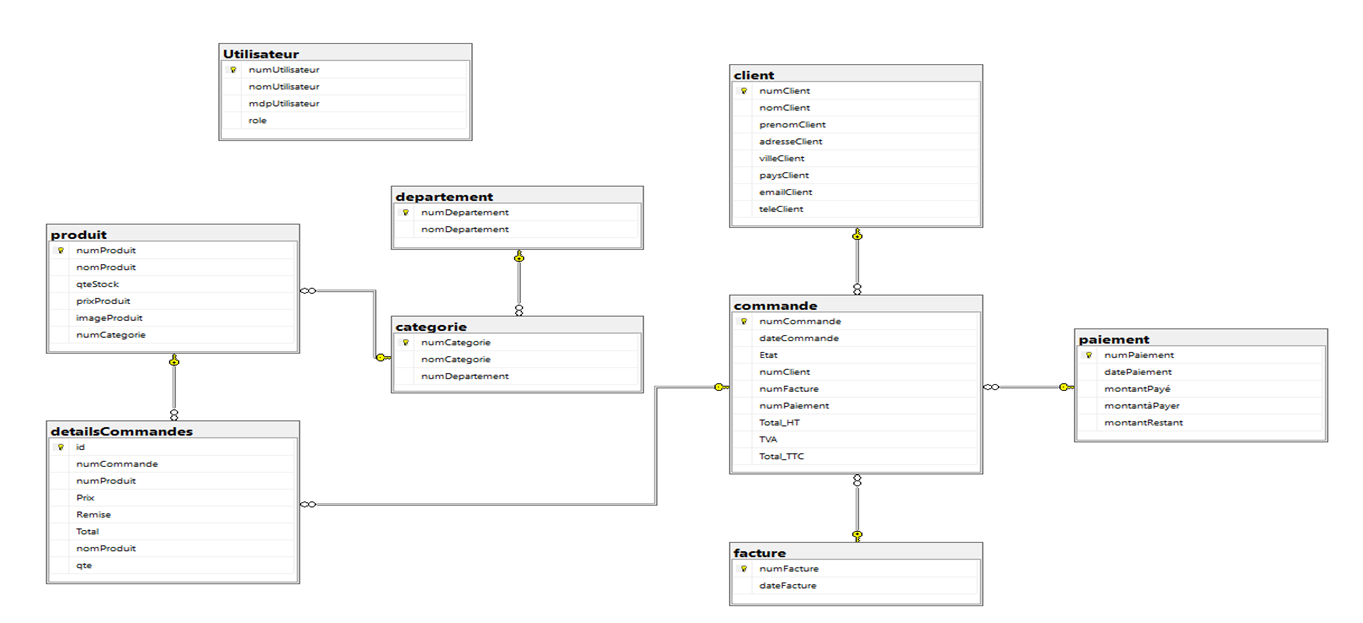 Utilisateur
numUtilisateur
nomUtilisateur
mdpUtilisateur
role
client
numClient
nomClient
prenomClient
adresseClient
villeClient
paysClient
emailClient
teleClient
departement
numDepartement
nomDepartement
produit
numProduit
nomProduit
qteStock
prixProduit
imageProduit
numCategorie
categorie
numCategorie
nomCategorie
numDepartement
commande
numCommande
dateCommande
Etat
numClient
numFacture
numPaiement
Total_HT
TVA
Total_TTC
paiement
numPaiement
datePaiement
montantPayé
montantàPayer
montantRestant
detailsCommandes
id
numCommande
numProduit
Prix
Remise
Total
nomProduit
qte
facture
numFacture
dateFacture